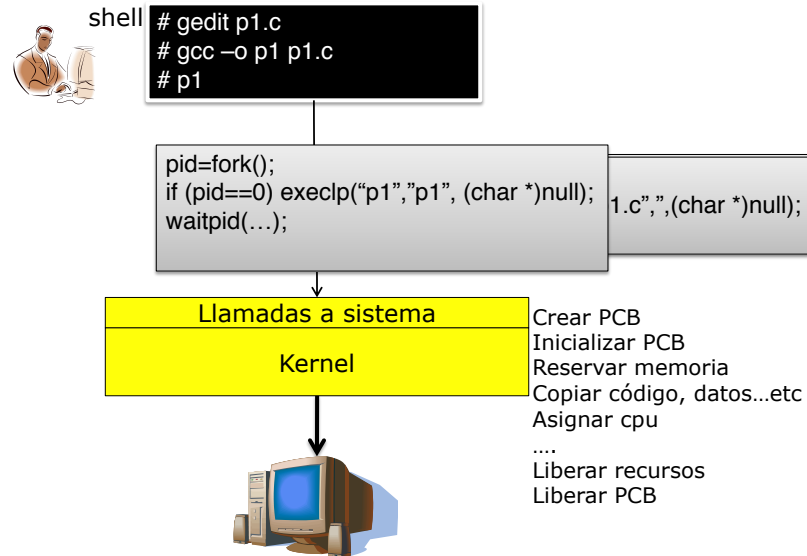 shell
# gedit p1.c
# gcc –o p1 p1.c
# p1
pid=fork();
if (pid==0) execlp(“p1”,”p1”, (char *)null);
waitpid(…);
1.c”,”,(char *)null);
Llamadas a sistema
Kernel
Crear PCB
Inicializar PCB
Reservar memoria
Copiar código, datos…etc
Asignar cpu
….
Liberar recursos
Liberar PCB